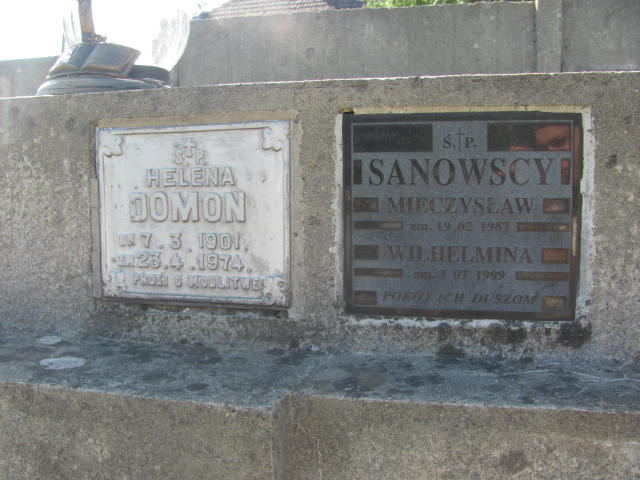 Ś.†P.
HELENA
DOMON
UR. 7.3.1901.
ZM. 23.4.1974.
PROSI O MODLITWĘ
Ś.†P.
SANOWSCY
MIECZYSŁAW
zm. 19 02 1987
WILHELMINA
zm. 3 07 1999
POKÓJ ICH DUSZOM